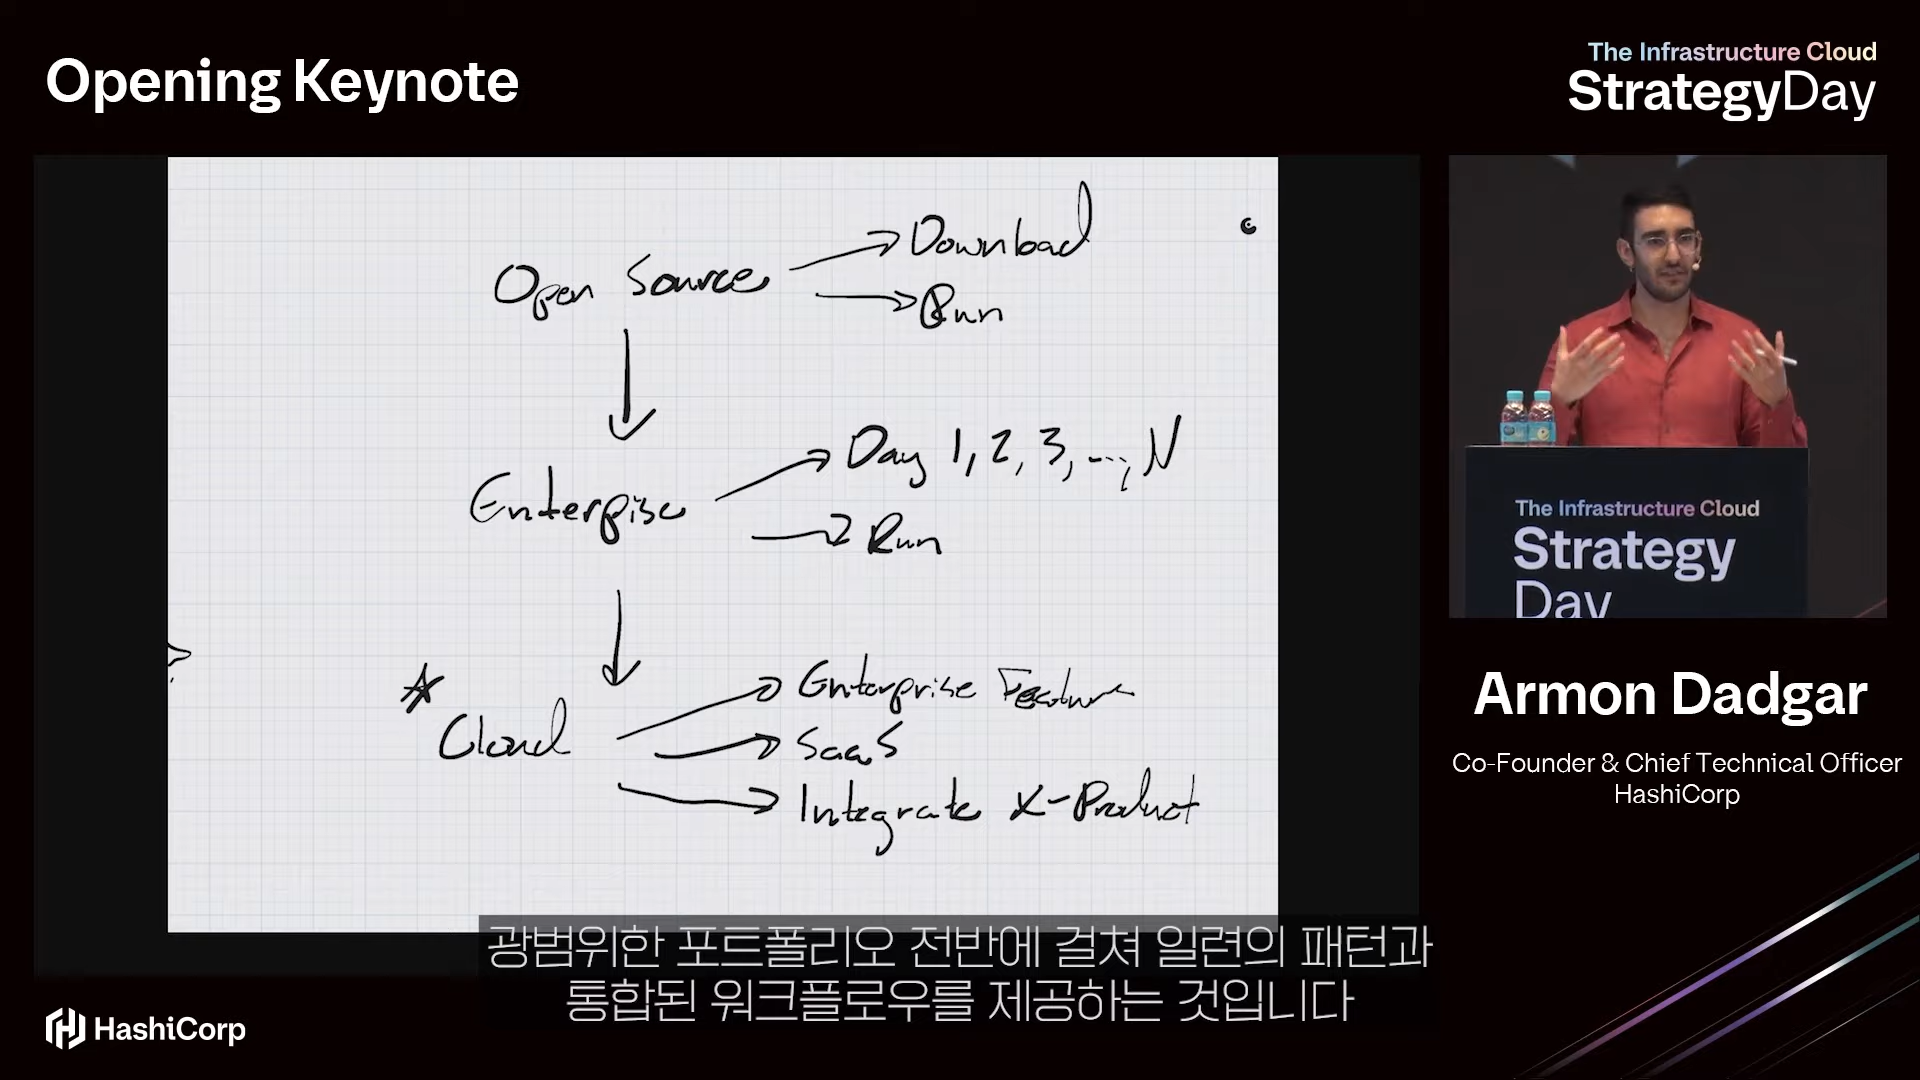 Opening Keynote
The Infrastructure Cloud
StrategyDay
Open Source
Download
Run
Enterpise
Day 1, 2, 3, ..., N
Run
Cloud
Enterprise Feature
SaaS
Integrate X-Product
The Infrastructure Cloud
Strategy
Day
Armon Dadgar
Co-Founder & Chief Technical Officer
HashiCorp
광범위한 포트폴리오 전반에 걸쳐 일련의 패턴과
통합된 워크플로우를 제공하는 것입니다
HashiCorp